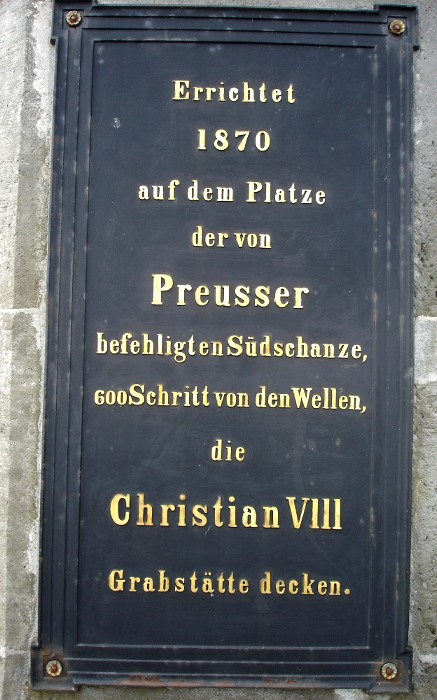 Errichtet
1870
auf dem Platze
der von
Preusser
befehligten Südschanze,
600 Schritt von den Wellen,
die
Christian VIII
Grabstätte decken.